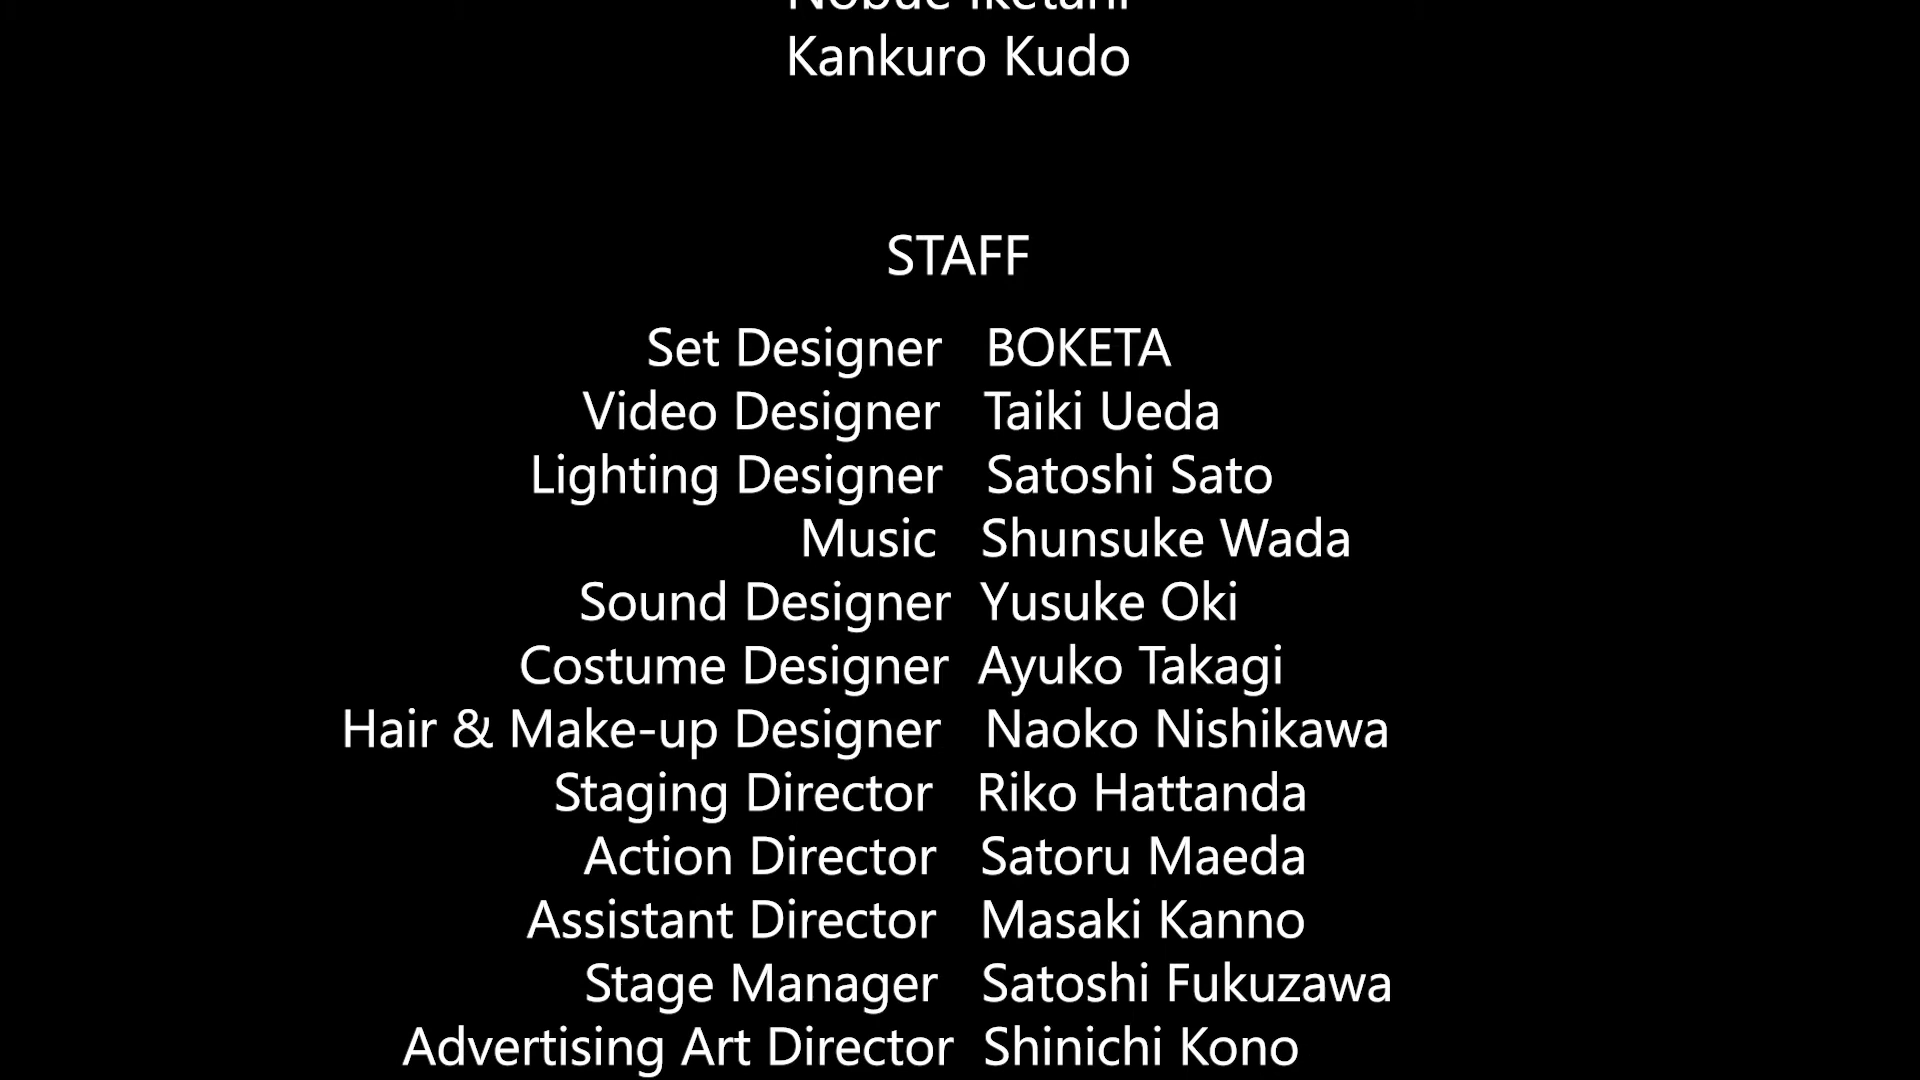 Nobue Iketani
Kankuro Kudo
STAFF
Set Designer BOKETA
Video Designer Taiki Ueda
Lighting Designer Satoshi Sato
Music Shunsuke Wada
Sound Designer Yusuke Oki
Costume Designer Ayuko Takagi
Hair & Make-up Designer Naoko Nishikawa
Staging Director Riko Hattanda
Action Director Satoru Maeda
Assistant Director Masaki Kanno
Stage Manager Satoshi Fukuzawa
Advertising Art Director Shinichi Kono